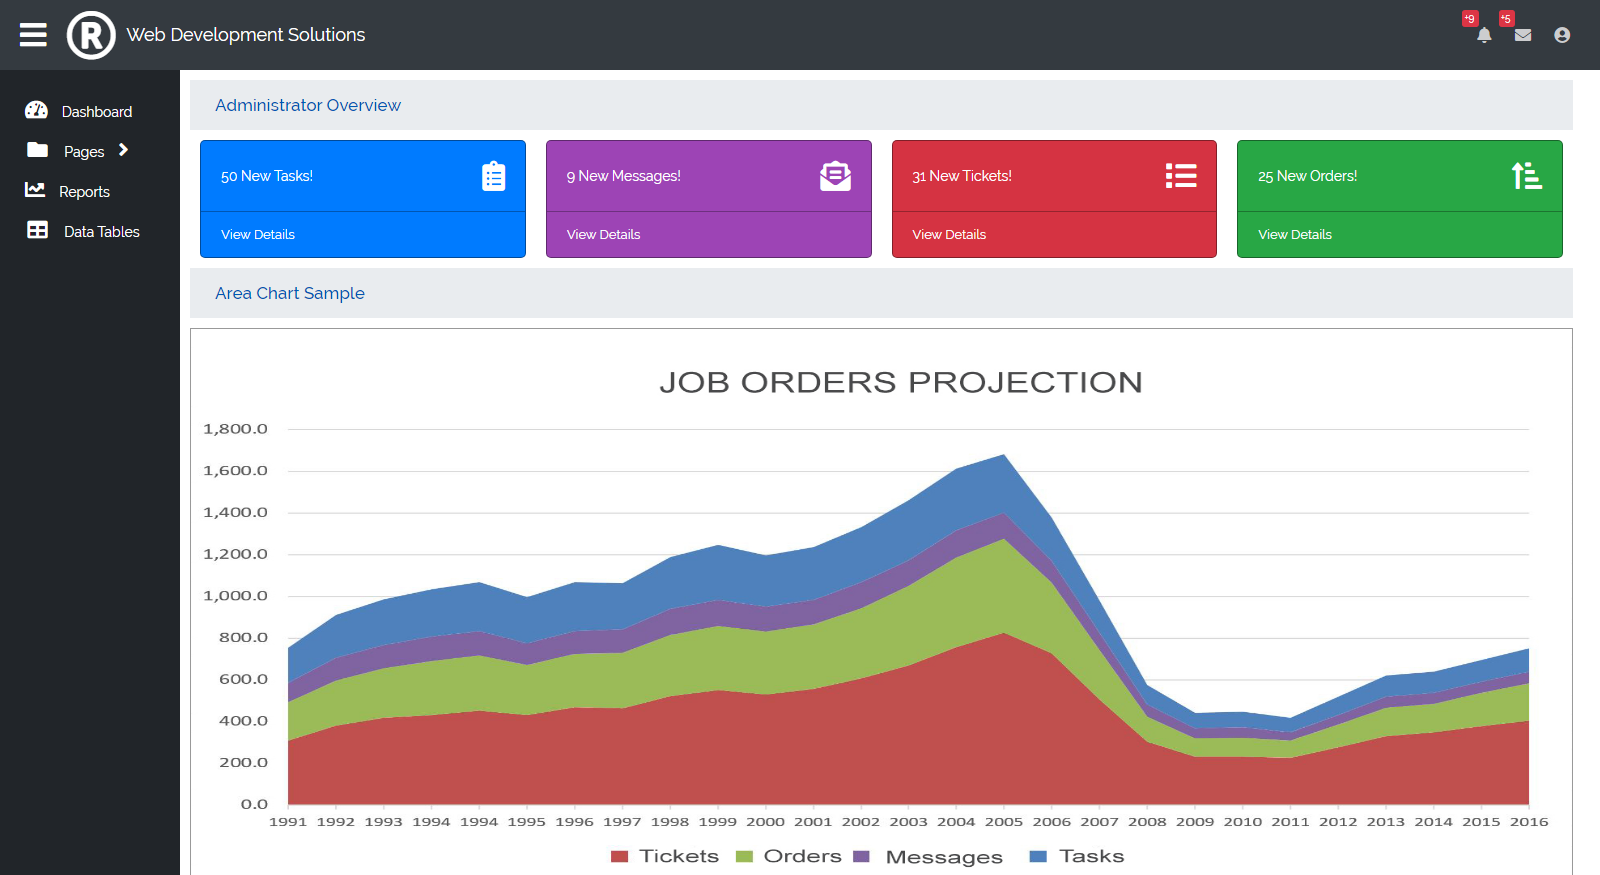 R Web Development Solutions
+9 +5
Dashboard
Pages
Reports
Data Tables
Administrator Overview
50 New Tasks!
View Details
9 New Messages!
View Details
31 New Tickets!
View Details
25 New Orders!
View Details
Area Chart Sample
JOB ORDERS PROJECTION
1,800.0
1,600.0
1,400.0
1,200.0
1,000.0
800.0
600.0
400.0
200.0
0.0
1991 1992 1993 1994 1994 1995 1996 1997 1998 1999 2000 2001 2002 2003 2004 2005 2006 2007 2008 2009 2010 2011 2012 2013 2014 2015 2016
Tickets Orders Messages Tasks